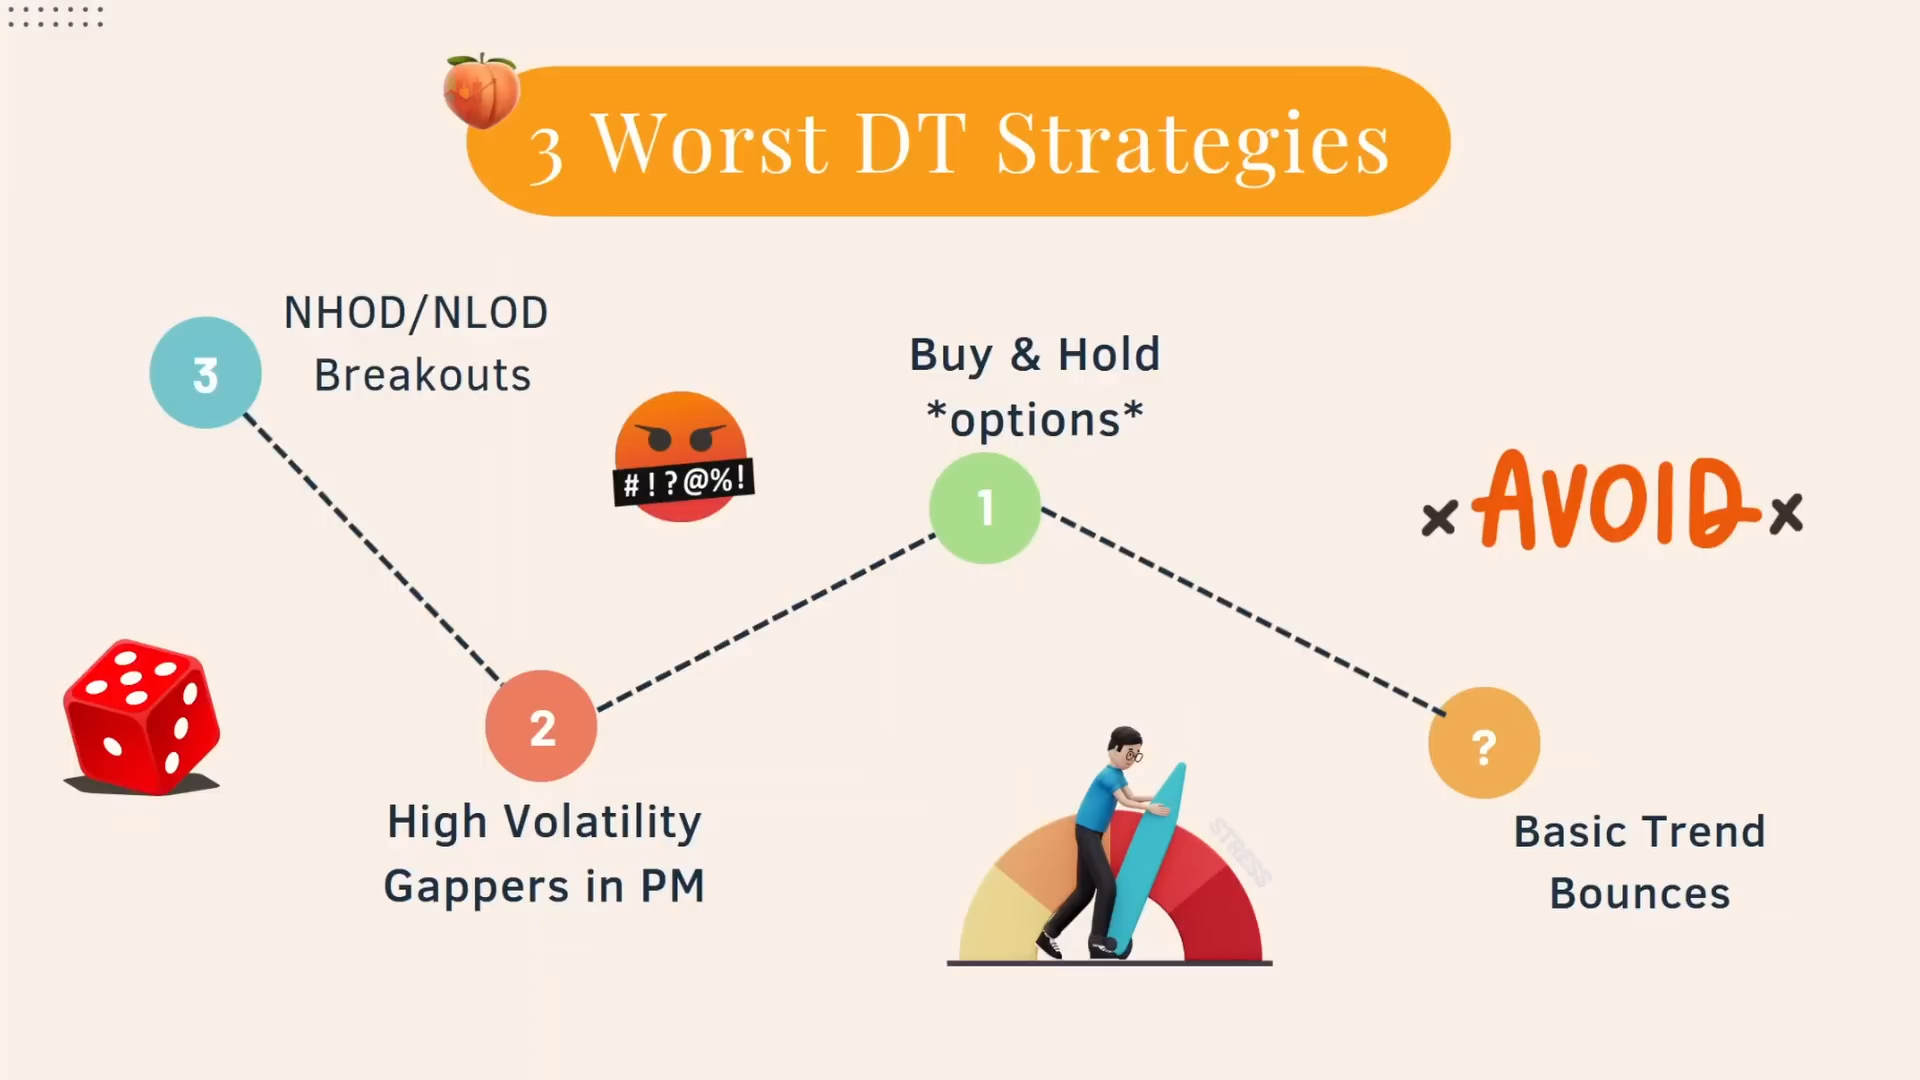 3 Worst DT Strategies
3
NHOD/NLOD
Breakouts
#!?@%!
Buy & Hold
*options*
1
x AVOID x
2
High Volatility
Gappers in PM
STRESS
?
Basic Trend
Bounces